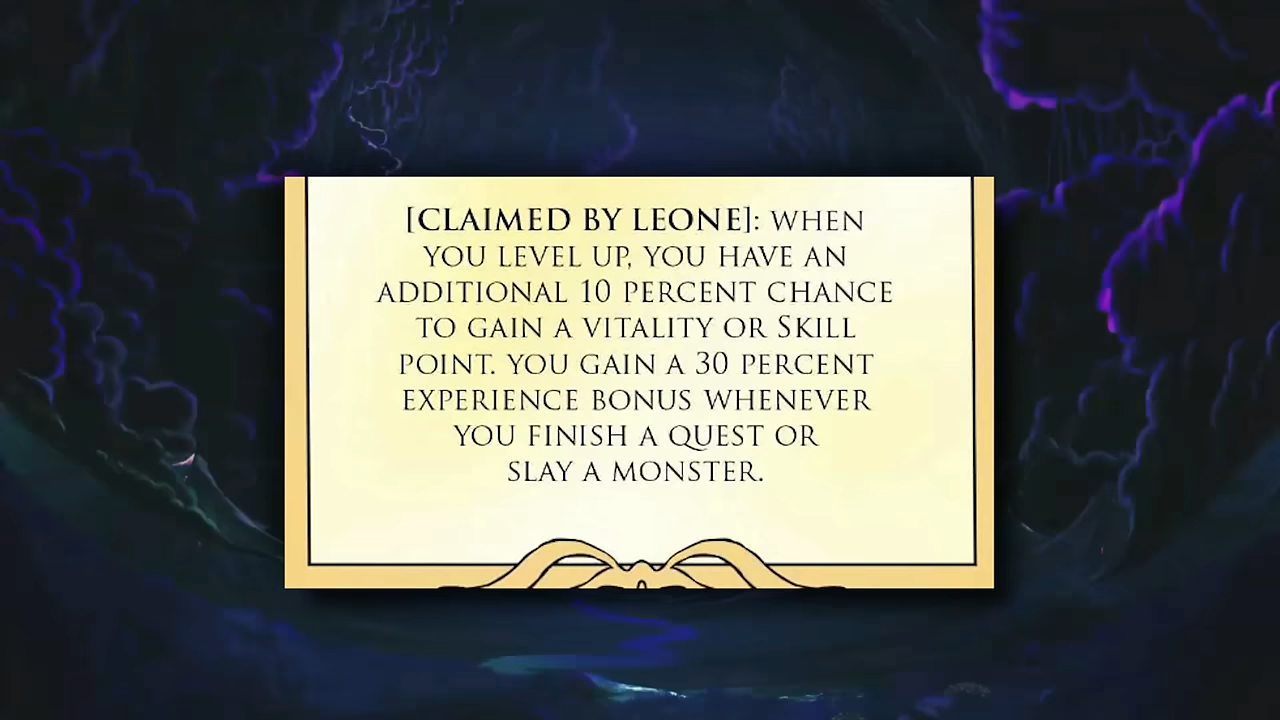 [CLAIMED BY LEONE]: WHEN
YOU LEVEL UP, YOU HAVE AN
ADDITIONAL 10 PERCENT CHANCE
TO GAIN A VITALITY OR SKILL
POINT. YOU GAIN A 30 PERCENT
EXPERIENCE BONUS WHENEVER
YOU FINISH A QUEST OR
SLAY A MONSTER.